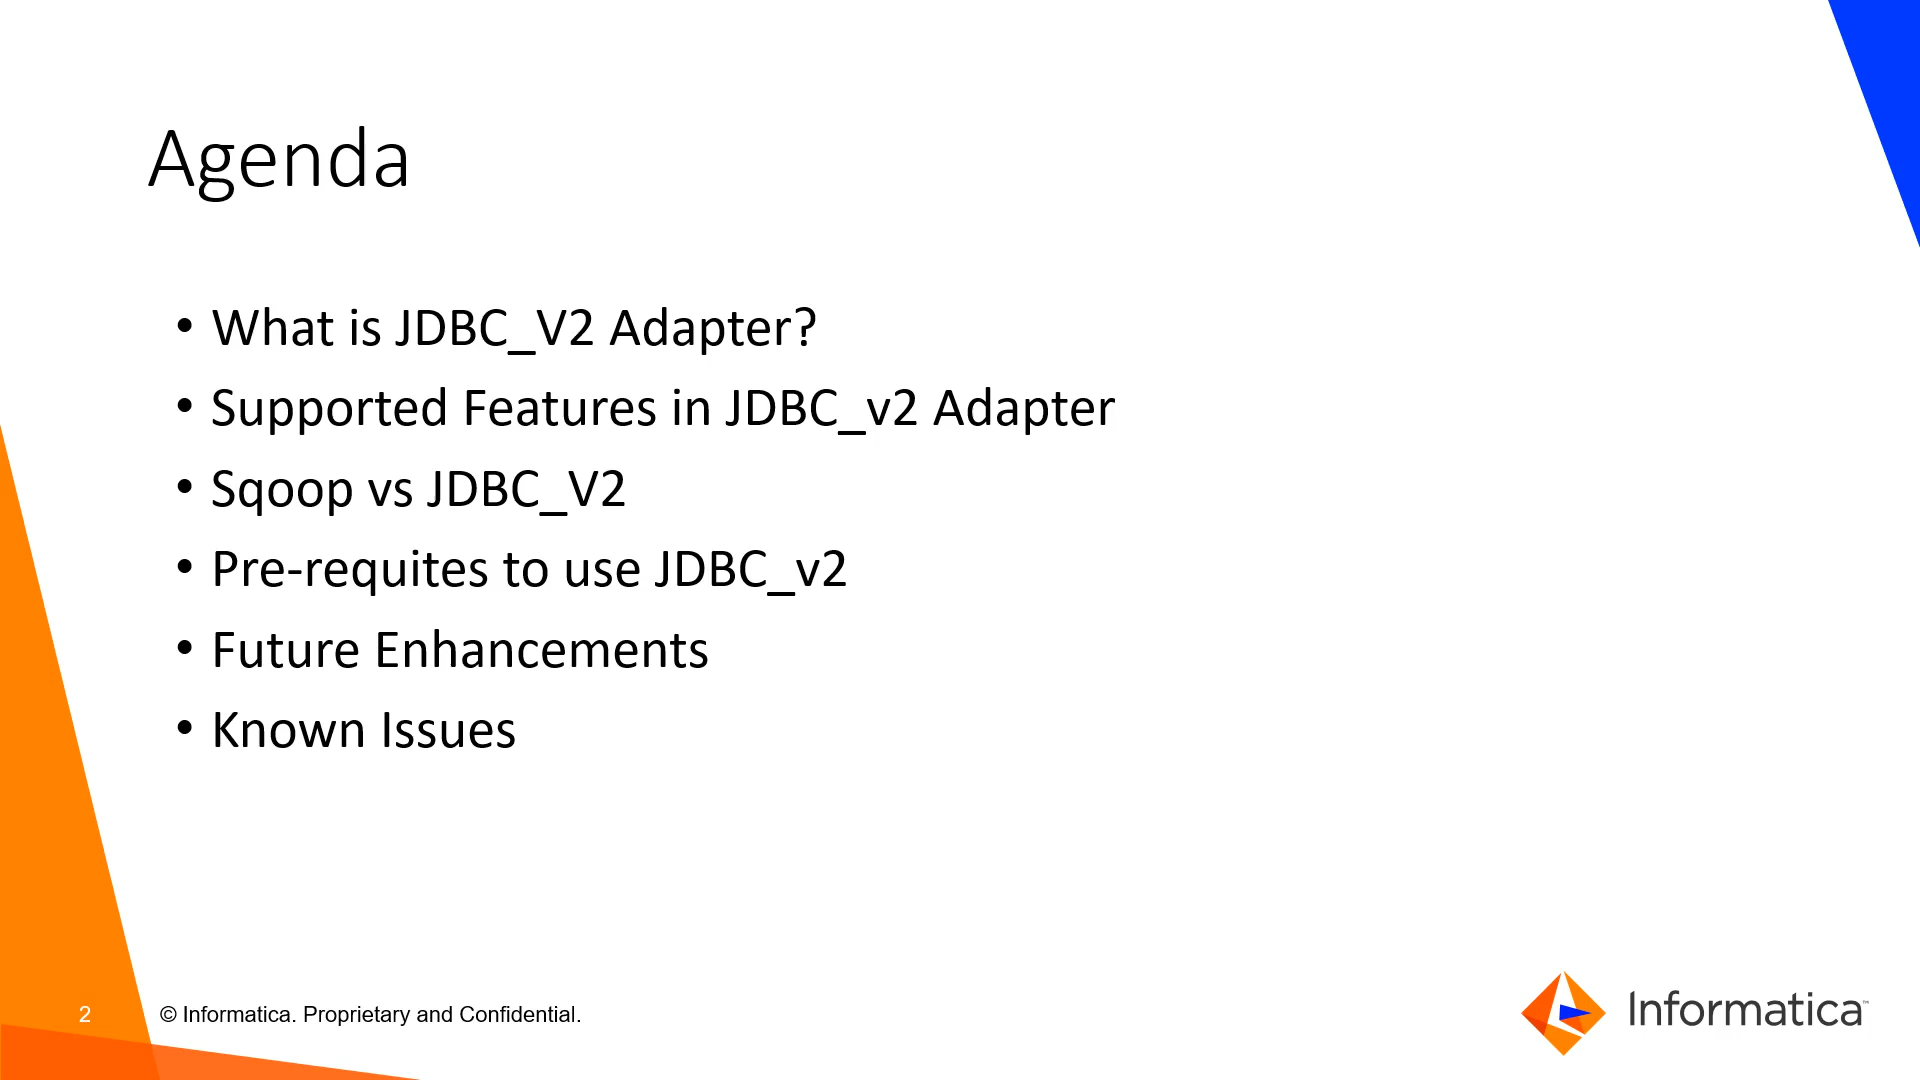 Agenda
• What is JDBC_V2 Adapter?
• Supported Features in JDBC_v2 Adapter
• Sqoop vs JDBC_V2
• Pre-requites to use JDBC_v2
• Future Enhancements
• Known Issues
2
© Informatica. Proprietary and Confidential.
Informatica™